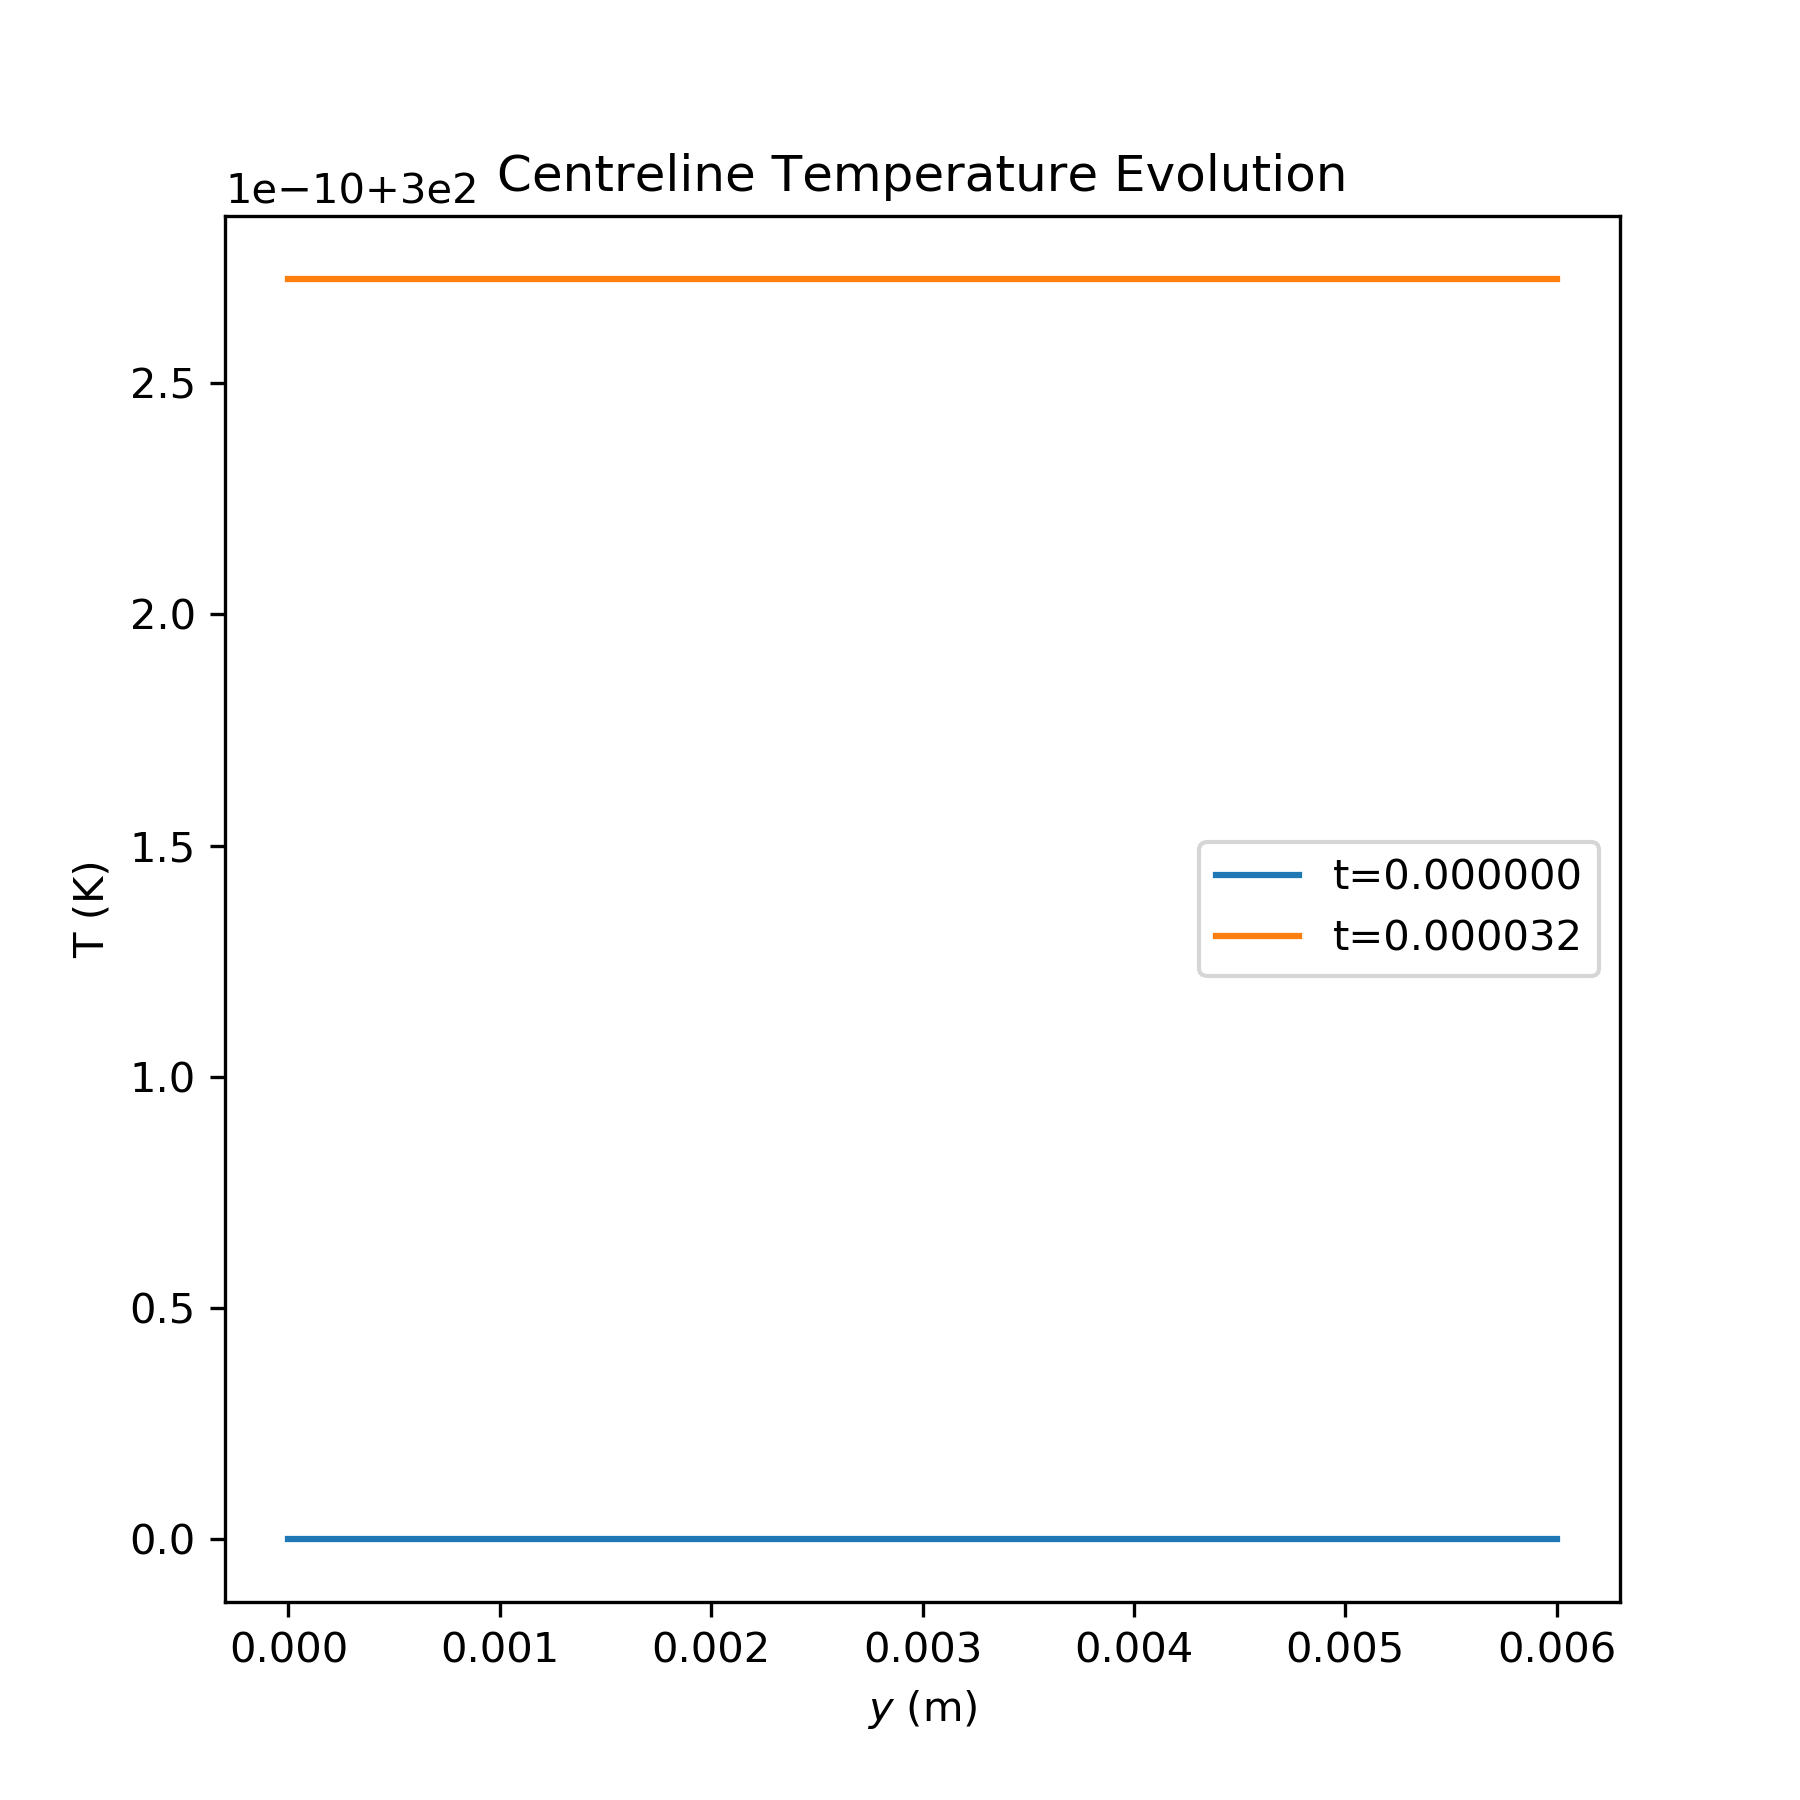 Centreline Temperature Evolution
1e−10+3e2
T (K)
2.5
2.0
1.5
1.0
0.5
0.0
t=0.000000
t=0.000032
0.000 0.001 0.002 0.003 0.004 0.005 0.006
y (m)